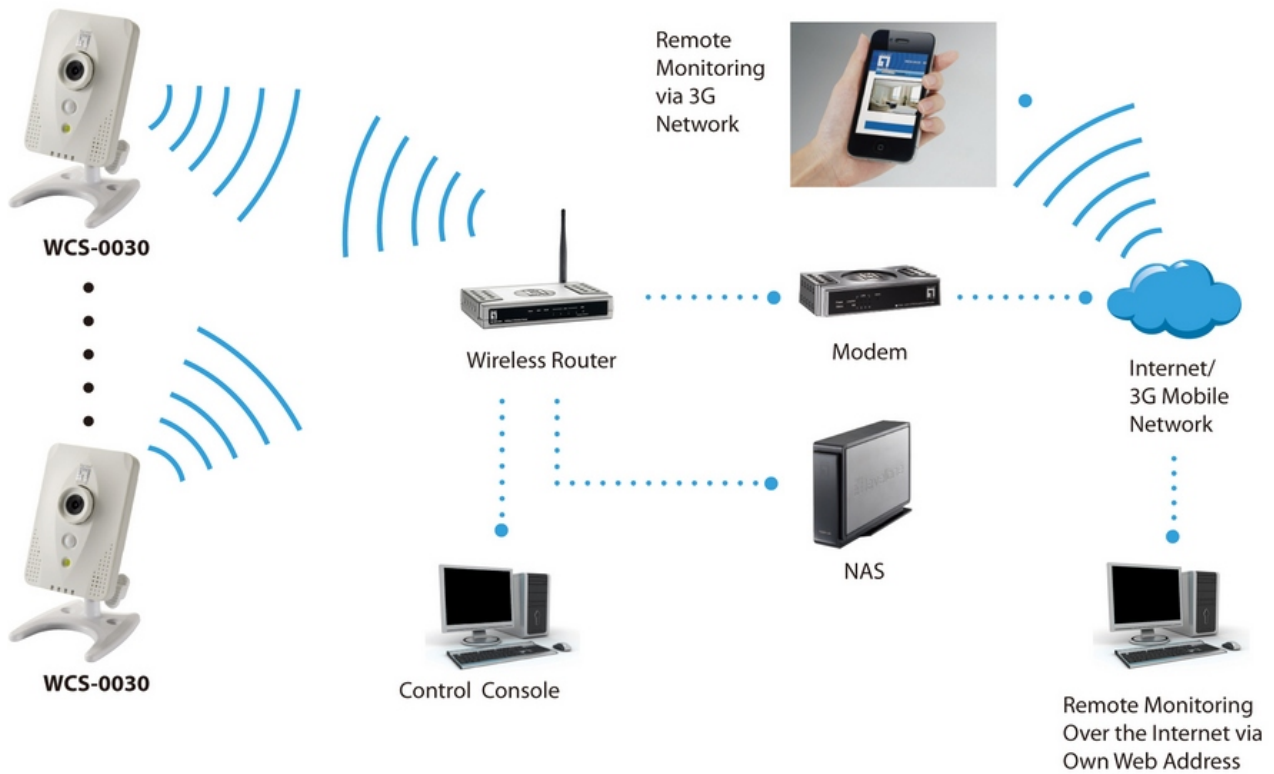 Remote
Monitoring
via 3G
Network
WCS-0030
Wireless Router
Modem
Internet/
3G Mobile
Network
NAS
WCS-0030
Control Console
Remote Monitoring
Over the Internet via
Own Web Address